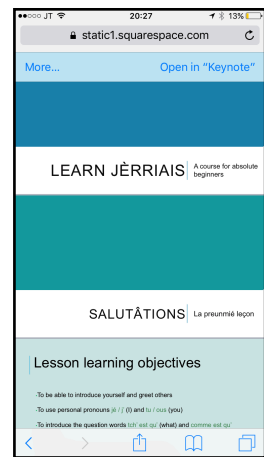 ●●○○○ JT 20:27 13%
static1.squarespace.com
More... Open in “Keynote”
LEARN JÈRRIAIS
A course for absolute
beginners
SALUTÂTIONS
La preunmié leçon
Lesson learning objectives
-To be able to introduce yourself and greet others
-To use personal pronouns jé / j' (I) and tu / ous (you)
-To introduce the question words tch' est qu' (what) and comme est qu'